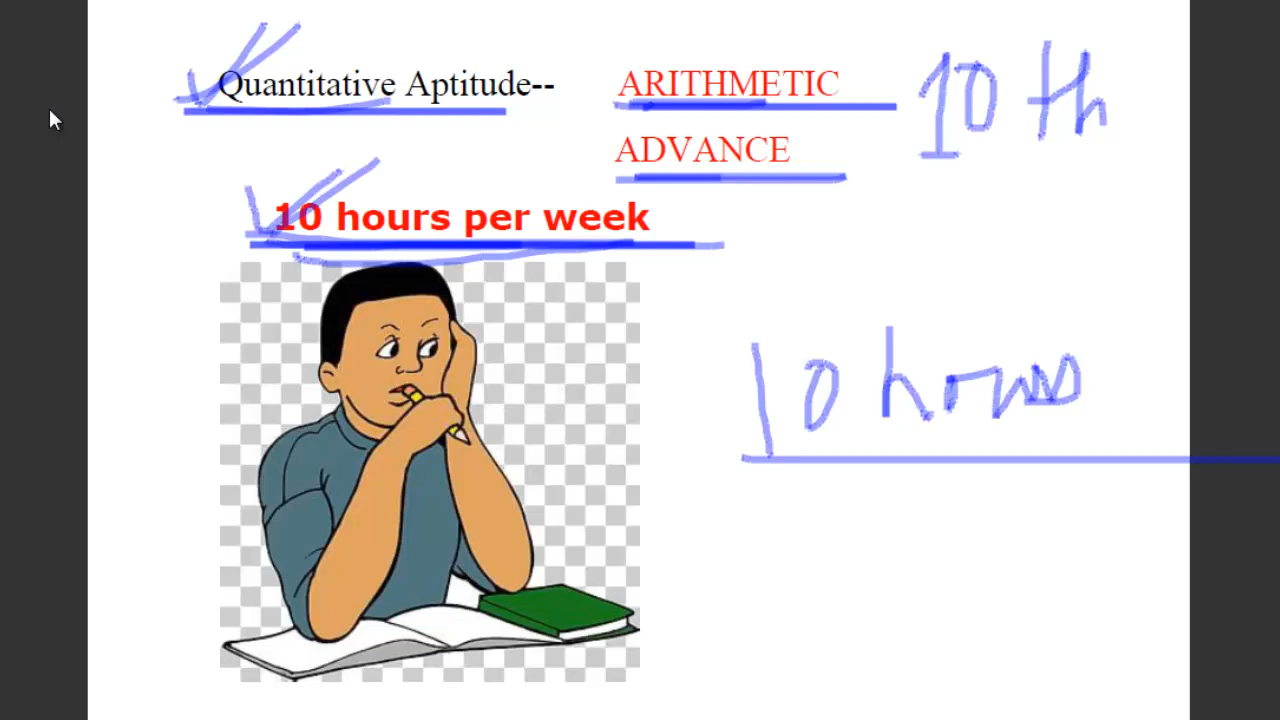 Quantitative Aptitude-- ARITHMETIC 10 th
ADVANCE
10 hours per week
10 hours